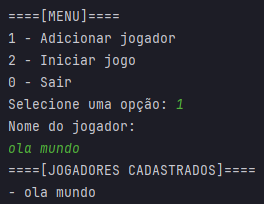 ====[MENU]====
1 - Adicionar jogador
2 - Iniciar jogo
0 - Sair
Selecione uma opção: 1
Nome do jogador:
ola mundo
====[JOGADORES CADASTRADOS]====
- ola mundo